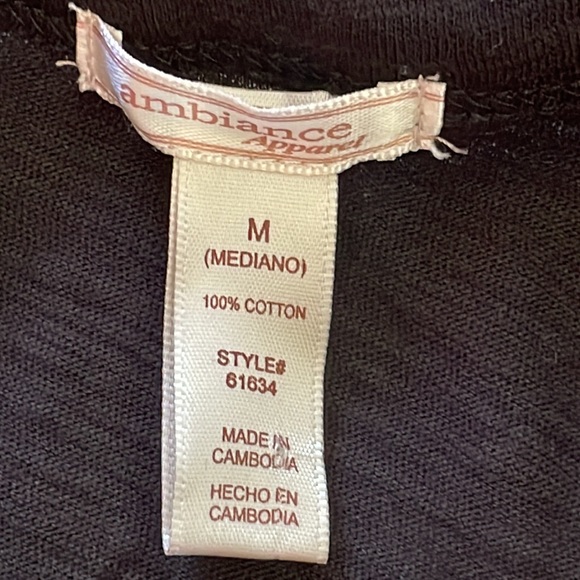 ambiance
Apparel
M
(MEDIANO)
100% COTTON
STYLE#
61634
MADE IN
CAMBODIA
HECHO EN
CAMBODIA